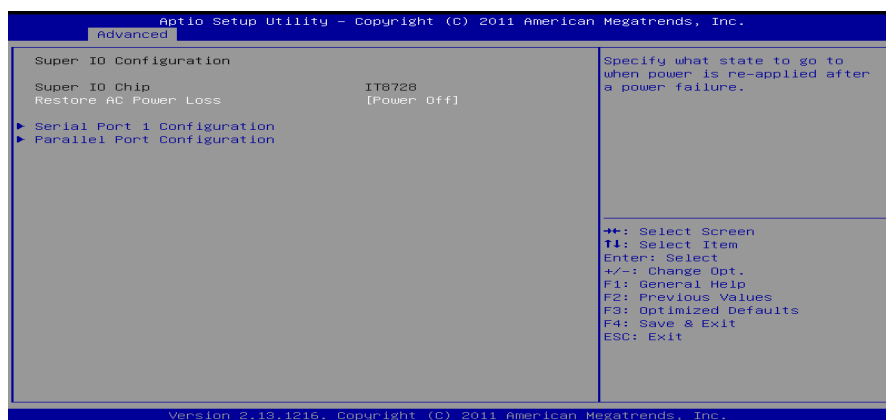 Aptio Setup Utility – Copyright (C) 2011 American Megatrends, Inc.
Advanced
Super IO Configuration
Super IO Chip IT8728
Restore AC Power Loss [Power Off]
► Serial Port 1 Configuration
► Parallel Port Configuration
Specify what state to go to
when power is re-applied after
a power failure.
→←: Select Screen
↑↓: Select Item
Enter: Select
+/-: Change Opt.
F1: General Help
F2: Previous Values
F3: Optimized Defaults
F4: Save & Exit
ESC: Exit
Version 2.13.1216. Copyright (C) 2011 American Megatrends, Inc.